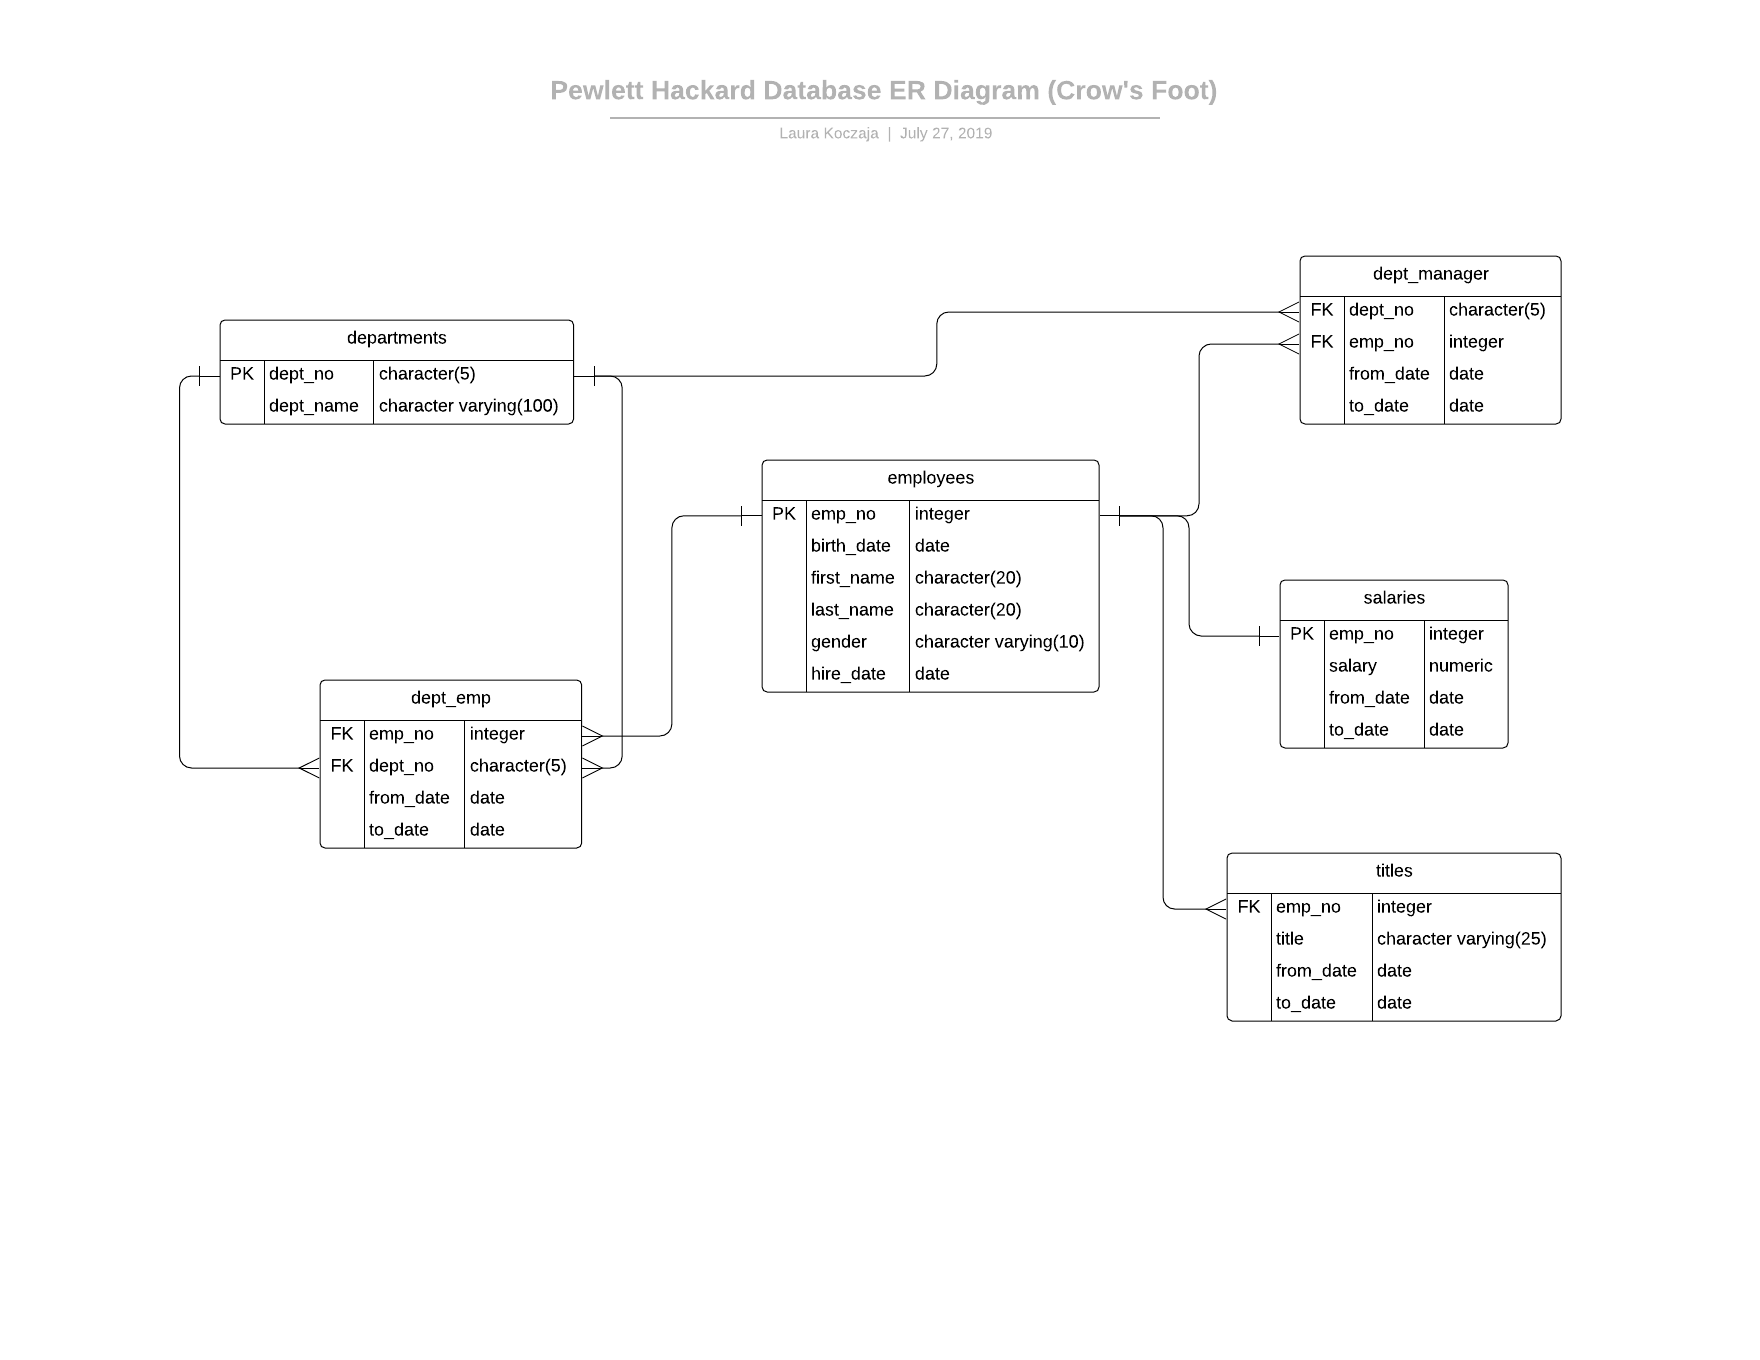 Pewlett Hackard Database ER Diagram (Crow's Foot)
Laura Koczaja | July 27, 2019
dept_manager
FK dept_no character(5)
FK emp_no integer
from_date date
to_date date
departments
PK dept_no character(5)
dept_name character varying(100)
employees
PK emp_no integer
birth_date date
first_name character(20)
last_name character(20)
gender character varying(10)
hire_date date
salaries
PK emp_no integer
salary numeric
from_date date
to_date date
dept_emp
FK emp_no integer
FK dept_no character(5)
from_date date
to_date date
titles
FK emp_no integer
title character varying(25)
from_date date
to_date date